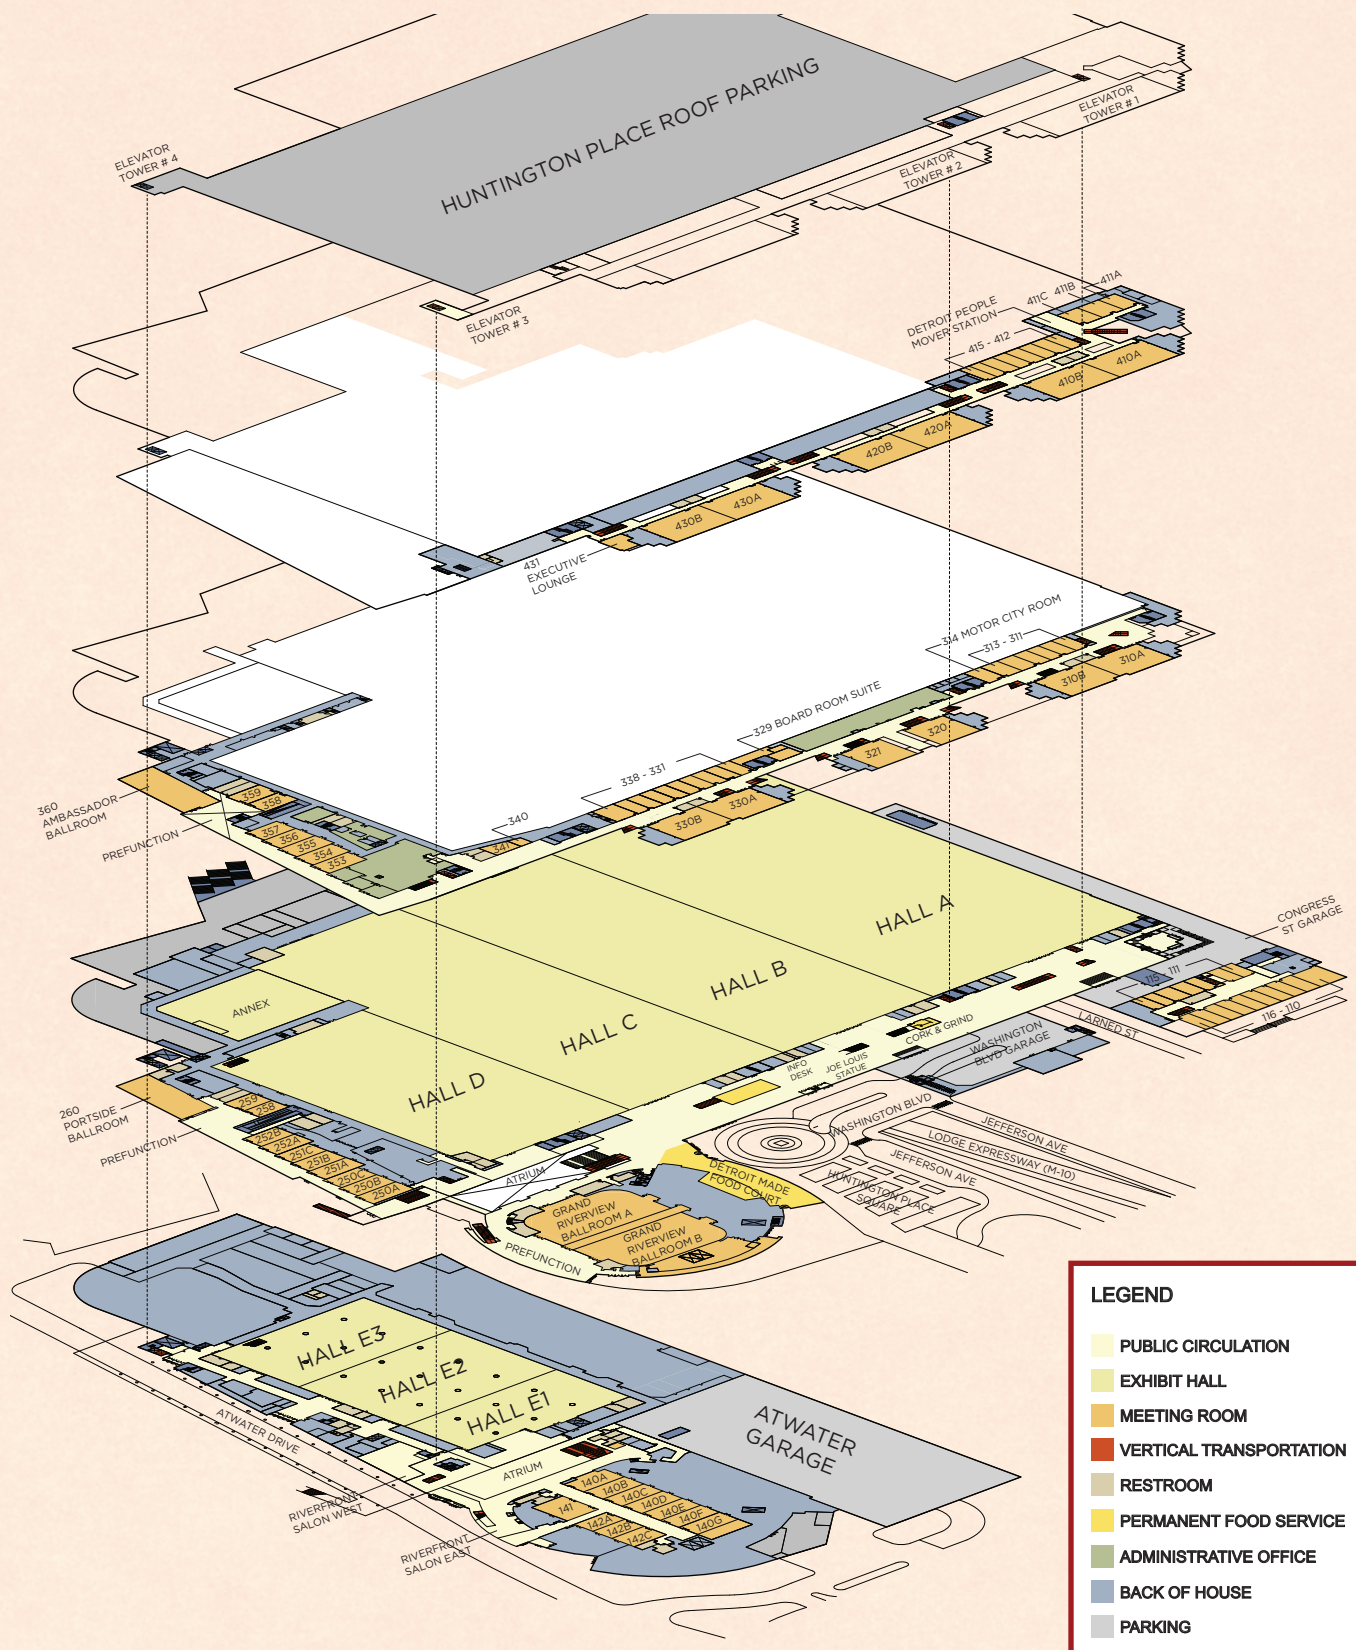 HUNTINGTON PLACE ROOF PARKING
ELEVATOR
TOWER # 1
ELEVATOR
TOWER # 2
ELEVATOR
TOWER # 4
ELEVATOR
TOWER # 3
411A
411B
411C
DETROIT PEOPLE
MOVER STATION
415 - 412
410A
410B
420A
420B
430A
430B
431
EXECUTIVE
LOUNGE
314 MOTOR CITY ROOM
313 - 311
310A
310B
329 BOARD ROOM SUITE
320
321
338 - 331
330A
330B
340
341
360
AMBASSADOR
BALLROOM
PREFUNCTION
359
358
357
356
355
354
353
HALL A
HALL B
HALL C
HALL D
ANNEX
CONGRESS
ST GARAGE
115 - 111
116 - 110
LARNED ST
WASHINGTON
BLVD GARAGE
CORK & GRIND
JOE LOUIS
STATUE
INFO
DESK
WASHINGTON BLVD
JEFFERSON AVE
LODGE EXPRESSWAY (M-10)
JEFFERSON AVE
HUNTINGTON PLACE
SQUARE
DETROIT MADE
FOOD COURT
260
PORTSIDE
BALLROOM
PREFUNCTION
259
258
252B
252A
251C
251B
251A
250C
250B
250A
ATRIUM
GRAND
RIVERVIEW
BALLROOM A
GRAND
RIVERVIEW
BALLROOM B
PREFUNCTION
HALL E3
HALL E2
HALL E1
ATWATER
GARAGE
ATWATER DRIVE
ATRIUM
RIVERFRONT
SALON WEST
RIVERFRONT
SALON EAST
140A
140B
140C
140D
140E
140F
140G
141
142A
142B
142C
LEGEND
PUBLIC CIRCULATION
EXHIBIT HALL
MEETING ROOM
VERTICAL TRANSPORTATION
RESTROOM
PERMANENT FOOD SERVICE
ADMINISTRATIVE OFFICE
BACK OF HOUSE
PARKING